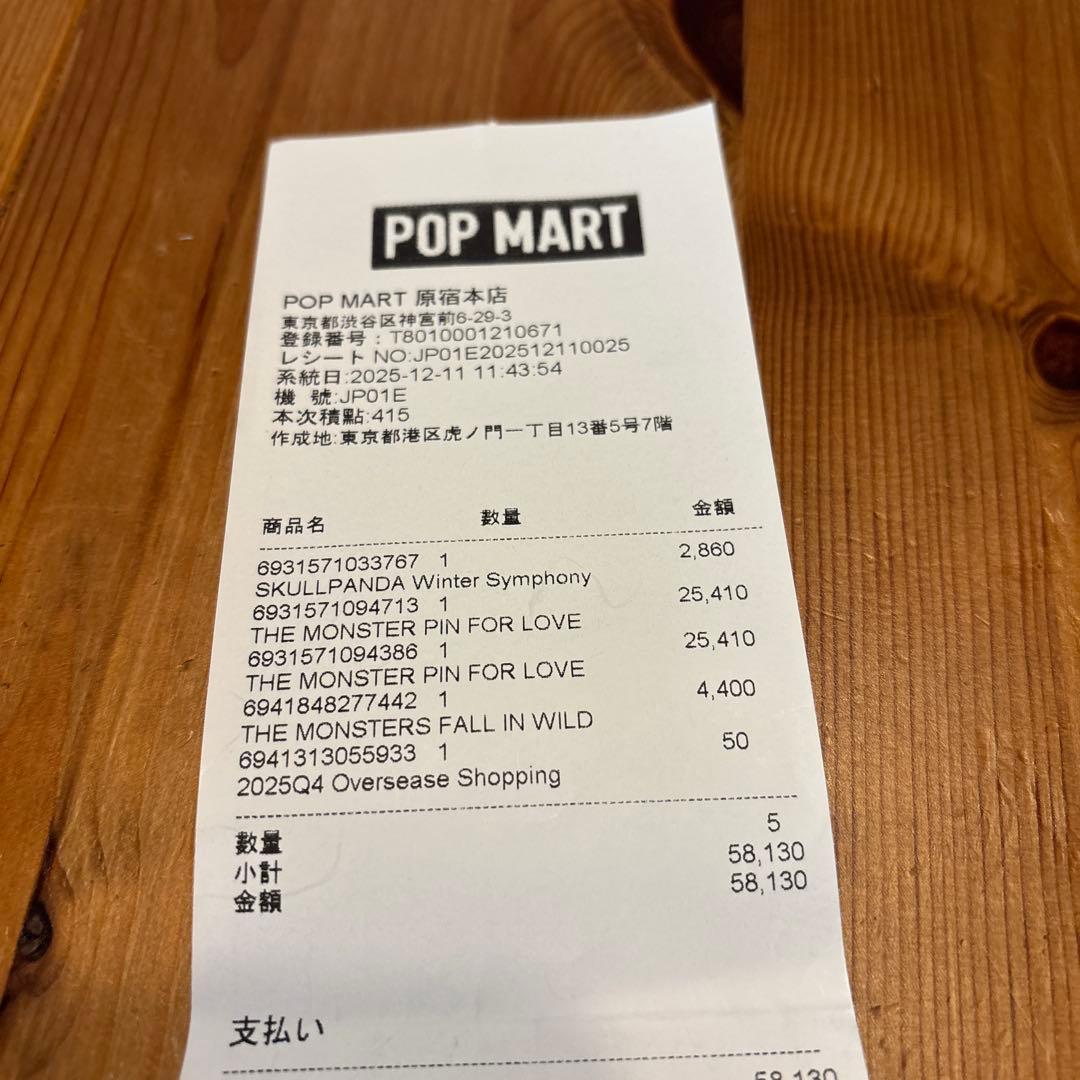 POP MART
POP MART 原宿本店
東京都渋谷区神宮前6-29-3
登録番号：T8010001210671
レシート NO:JP01E202512110025
系統日:2025-12-11 11:43:54
機 號:JP01E
本次積點:415
作成地:東京都港区虎ノ門一丁目13番5号7階
商品名 数量 金額
6931571033767 1 2,860
SKULLPANDA Winter Symphony
6931571094713 1 25,410
THE MONSTER PIN FOR LOVE
6931571094386 1 25,410
THE MONSTER PIN FOR LOVE
6941848277442 1 4,400
THE MONSTERS FALL IN WILD
6941313055933 1 50
2025Q4 Oversease Shopping
數量 5
小計 58,130
金額 58,130
支払い
58,130